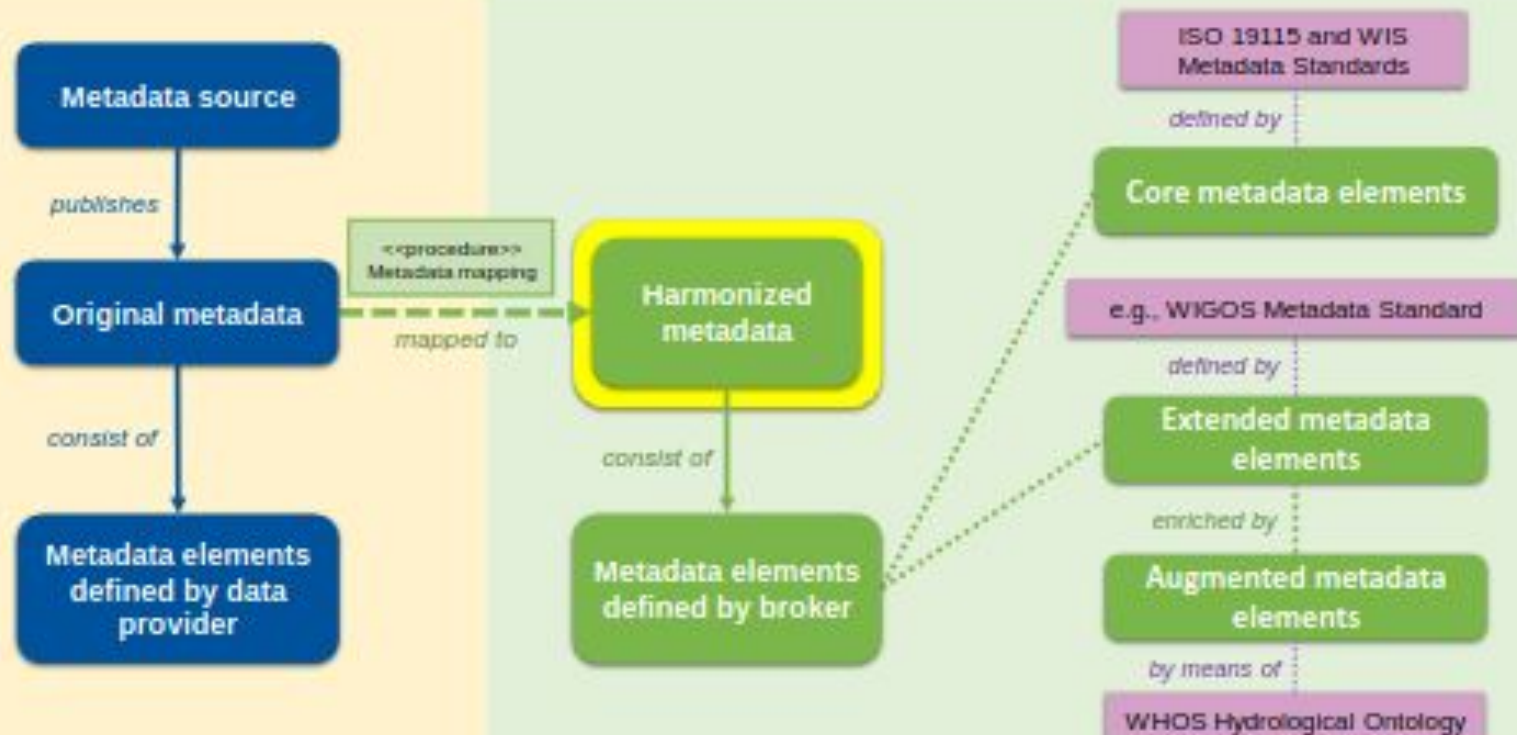 Metadata source
publishes
Original metadata
consist of
Metadata elements
defined by data
provider
<<procedure>>
Metadata mapping
mapped to
Harmonized
metadata
consist of
Metadata elements
defined by broker
ISO 19115 and WIS
Metadata Standards
defined by
Core metadata elements
e.g., WIGOS Metadata Standard
defined by
Extended metadata
elements
enriched by
Augmented metadata
elements
by means of
WHOS Hydrological Ontology